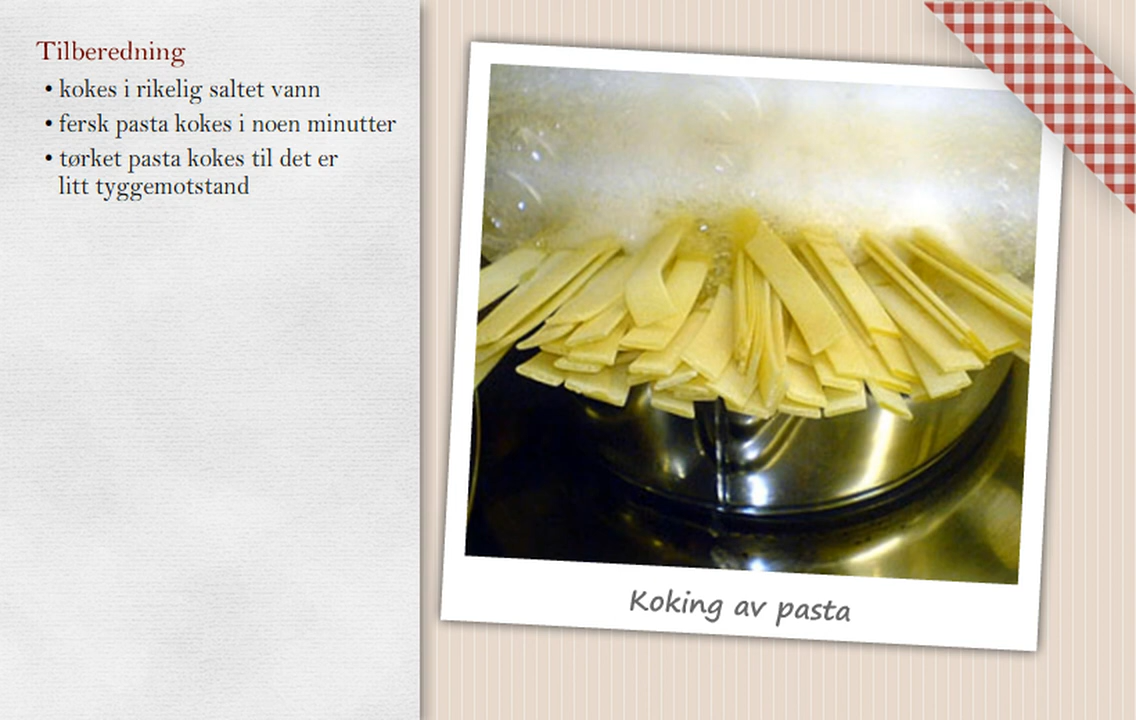 Tilberedning
• kokes i rikelig saltet vann
• fersk pasta kokes i noen minutter
• tørket pasta kokes til det er
litt tyggemotstand
Koking av pasta